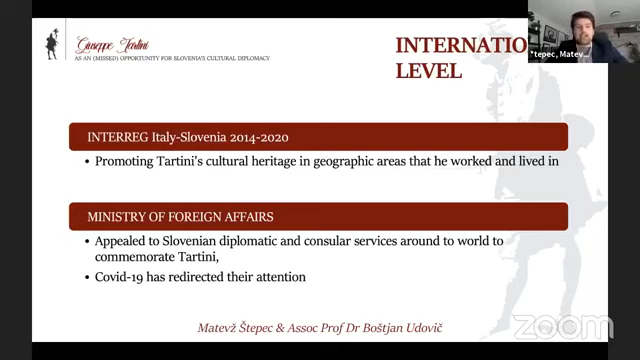 Giuseppe Tartini
AS AN (MISSED) OPPORTUNITY FOR SLOVENIA'S CULTURAL DIPLOMACY
INTERNATIO
LEVEL
*tepec, Matev...
INTERREG Italy-Slovenia 2014-2020
• Promoting Tartini's cultural heritage in geographic areas that he worked and lived in
MINISTRY OF FOREIGN AFFAIRS
• Appealed to Slovenian diplomatic and consular services around to world to
commemorate Tartini,
• Covid-19 has redirected their attention
Matevž Štepec & Assoc Prof Dr Boštjan Udovič
zoom